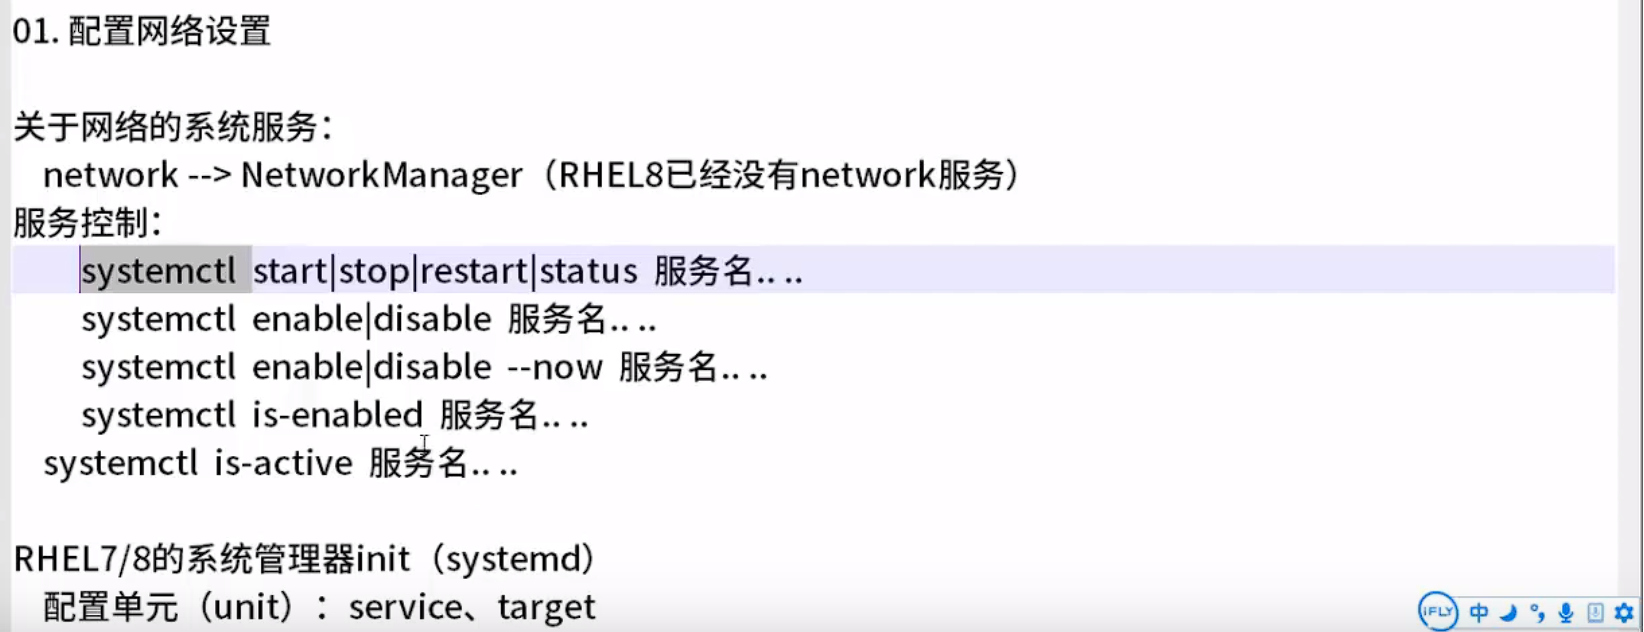 01. 配置网络设置
关于网络的系统服务：
network --> NetworkManager（RHEL8已经没有network服务）
服务控制：
systemctl start|stop|restart|status 服务名.. ..
systemctl enable|disable 服务名.. ..
systemctl enable|disable --now 服务名.. ..
systemctl is-enabled 服务名.. ..
systemctl is-active 服务名.. ..
RHEL7/8的系统管理器init（systemd）
配置单元（unit）：service、target
iFLY 中